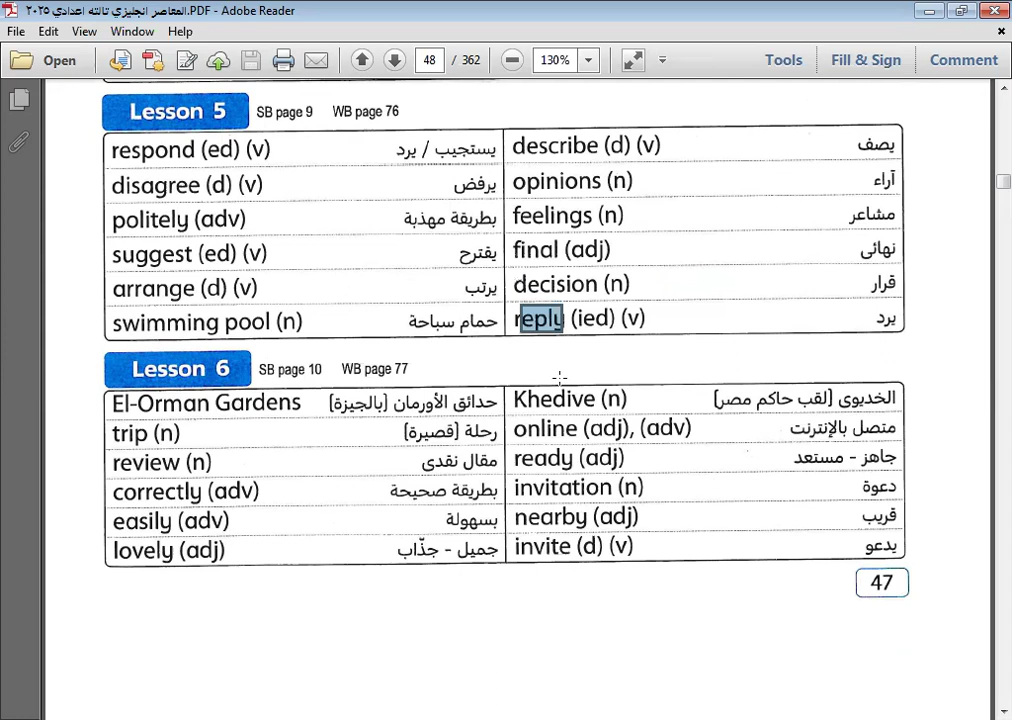 المعاصر انجليزي تالته اعدادي ٢٠٢٥.PDF - Adobe Reader
File Edit View Window Help
Open 48 / 362 130% Tools Fill & Sign Comment
Lesson 5 SB page 9 WB page 76
respond (ed) (v) يستجيب / يرد describe (d) (v) يصف
disagree (d) (v) يرفض opinions (n) آراء
politely (adv) بطريقة مهذبة feelings (n) مشاعر
suggest (ed) (v) يقترح final (adj) نهائى
arrange (d) (v) يرتب decision (n) قرار
swimming pool (n) حمام سباحة reply (ied) (v) يرد
Lesson 6 SB page 10 WB page 77
El-Orman Gardens حدائق الأورمان [بالجيزة] Khedive (n) الخديوى [لقب حاكم مصر]
trip (n) رحلة [قصيرة] online (adj), (adv) متصل بالإنترنت
review (n) مقال نقدى ready (adj) جاهز - مستعد
correctly (adv) بطريقة صحيحة invitation (n) دعوة
easily (adv) بسهولة nearby (adj) قريب
lovely (adj) جميل - جذّاب invite (d) (v) يدعو
47